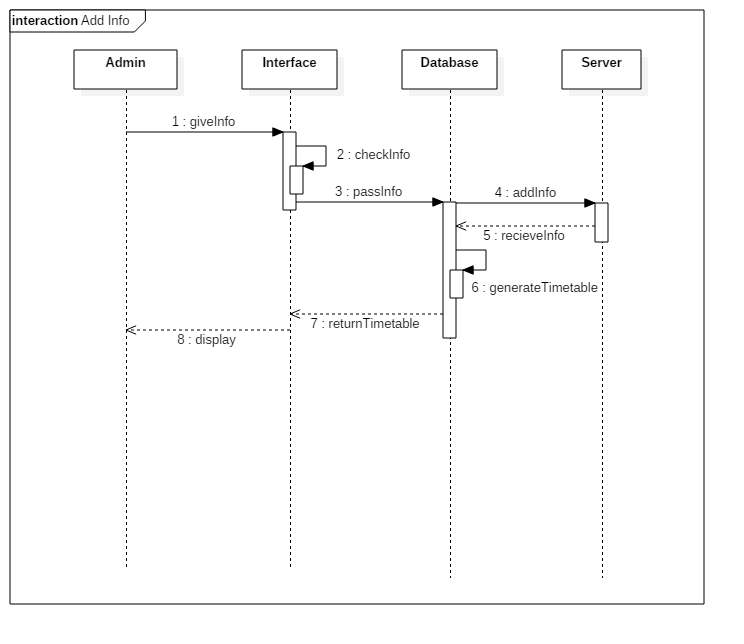 interaction Add Info
Admin
Interface
Database
Server
1 : giveInfo
2 : checkInfo
3 : passInfo
4 : addInfo
5 : recieveInfo
6 : generateTimetable
7 : returnTimetable
8 : display